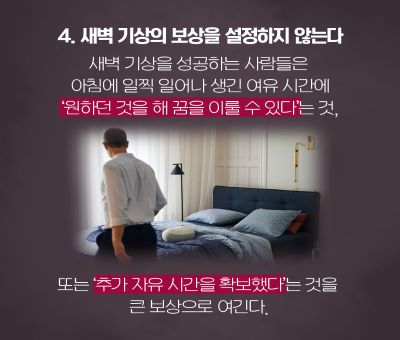 4. 새벽 기상의 보상을 설정하지 않는다
새벽 기상을 성공하는 사람들은
아침에 일찍 일어나 생긴 여유 시간에
‘원하던 것을 해 꿈을 이룰 수 있다’는 것,
또는 ‘추가 자유 시간을 확보했다’는 것을
큰 보상으로 여긴다.